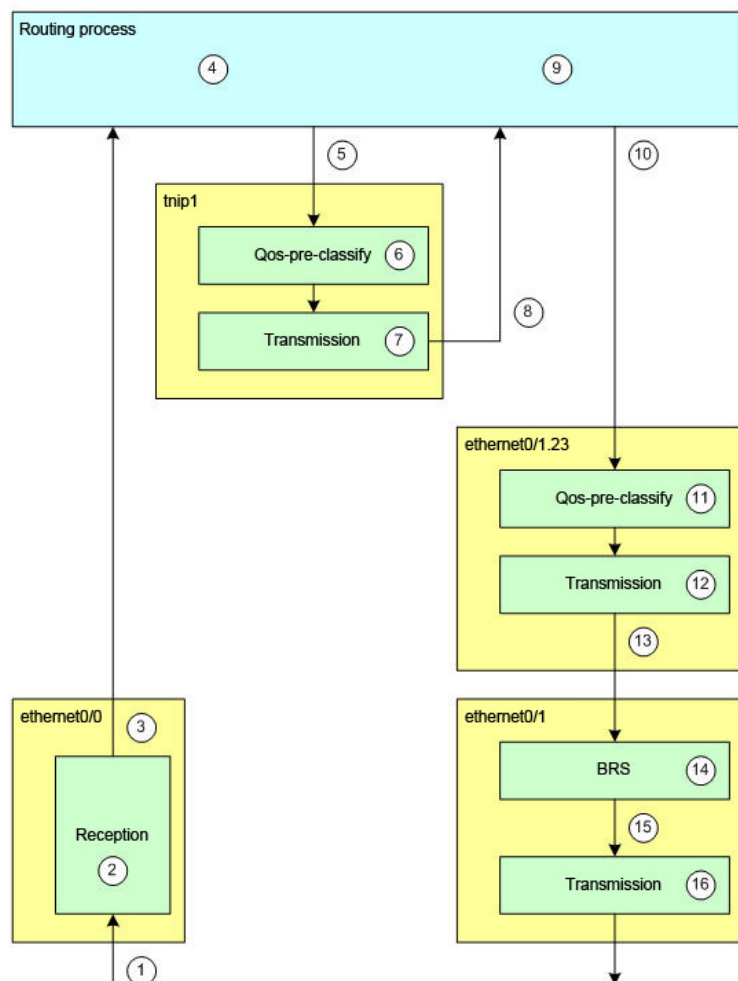 Routing process
4
9
5
10
tnip1
Qos-pre-classify 6
8
Transmission 7
ethernet0/1.23
Qos-pre-classify 11
Transmission 12
13
ethernet0/0
3
ethernet0/1
BRS 14
15
Reception
2
Transmission 16
1